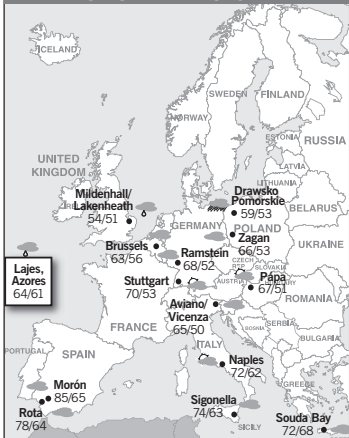 ICELAND
SWEDEN
FINLAND
NORWAY
ESTONIA
RUSSIA
LATVIA
LITHUANIA
UNITED
KINGDOM
Mildenhall/
Lakenheath
54/51
Drawsko
Pomorskie
59/53
BELARUS
GERMANY
POLAND
Zagan
66/53
UKRAINE
Brussels
63/56
Ramstein
68/52
CZECH
SLOVAKIA
Lajes,
Azores
64/61
Stuttgart
70/53
AUSTRIA
Pápa
67/51
ROMANIA
Aviano/
Vicenza
65/50
FRANCE
BOSNIA
SERBIA
BULGARIA
ITALY
PORTUGAL
SPAIN
Naples
72/62
Morón
85/65
GREECE
Rota
78/64
Sigonella
74/63
SICILY
Souda Bay
72/68